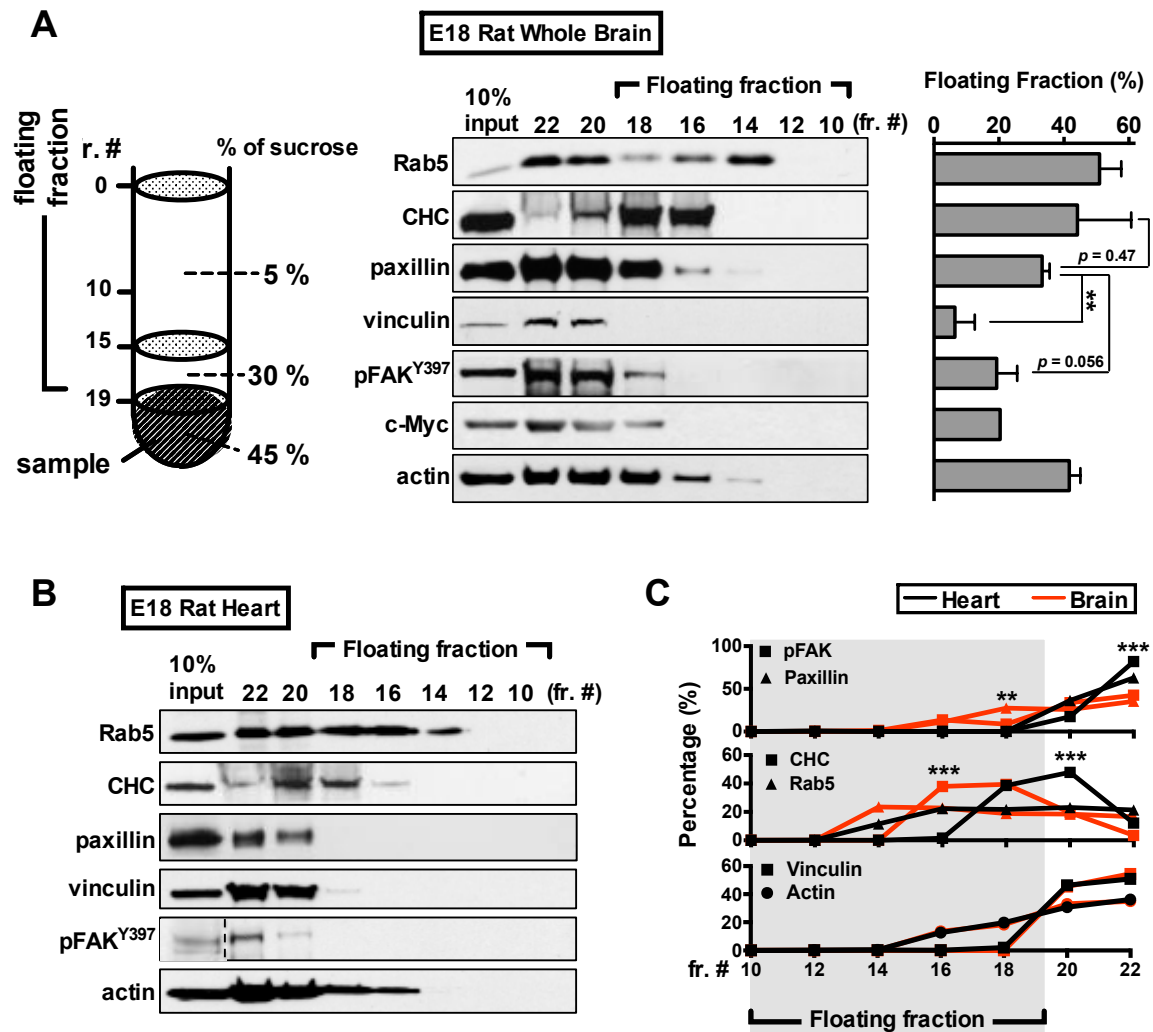 A
E18 Rat Whole Brain
floating
fraction
r. #
% of sucrose
0
10
15
19
5 %
30 %
45 %
sample
Floating fraction
10%
input 22 20 18 16 14 12 10 (fr. #)
Rab5
CHC
paxillin
vinculin
pFAK^Y397
c-Myc
actin
Floating Fraction (%)
0 20 40 60
p = 0.47
**
p = 0.056
B
E18 Rat Heart
Floating fraction
10%
input 22 20 18 16 14 12 10 (fr. #)
Rab5
CHC
paxillin
vinculin
pFAK^Y397
actin
C
Heart Brain
Percentage (%)
100
50
0
pFAK
Paxillin
**
***
60
40
20
0
CHC
Rab5
***
***
60
40
20
0
Vinculin
Actin
fr. # 10 12 14 16 18 20 22
Floating fraction